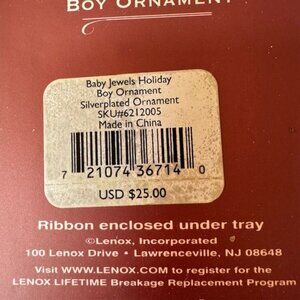 BOY ORNAMENT
Baby Jewels Holiday
Boy Ornament
Silverplated Ornament
SKU#6212005
Made in China
7 21074 36714 0
USD $25.00
Ribbon enclosed under tray
©Lenox, Incorporated
100 Lenox Drive • Lawrenceville, NJ 08648
VISIT WWW.LENOX.COM to register for the
LENOX LIFETIME Breakage Replacement Program